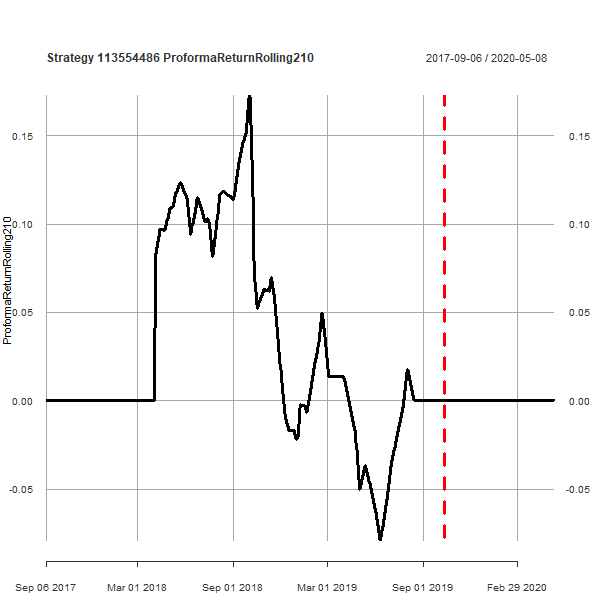 Strategy 113554486 ProformaReturnRolling210
2017-09-06 / 2020-05-08
ProformaReturnRolling210
0.15
0.10
0.05
0.00
-0.05
0.15
0.10
0.05
0.00
-0.05
Sep 06 2017
Mar 01 2018
Sep 01 2018
Mar 01 2019
Sep 01 2019
Feb 29 2020